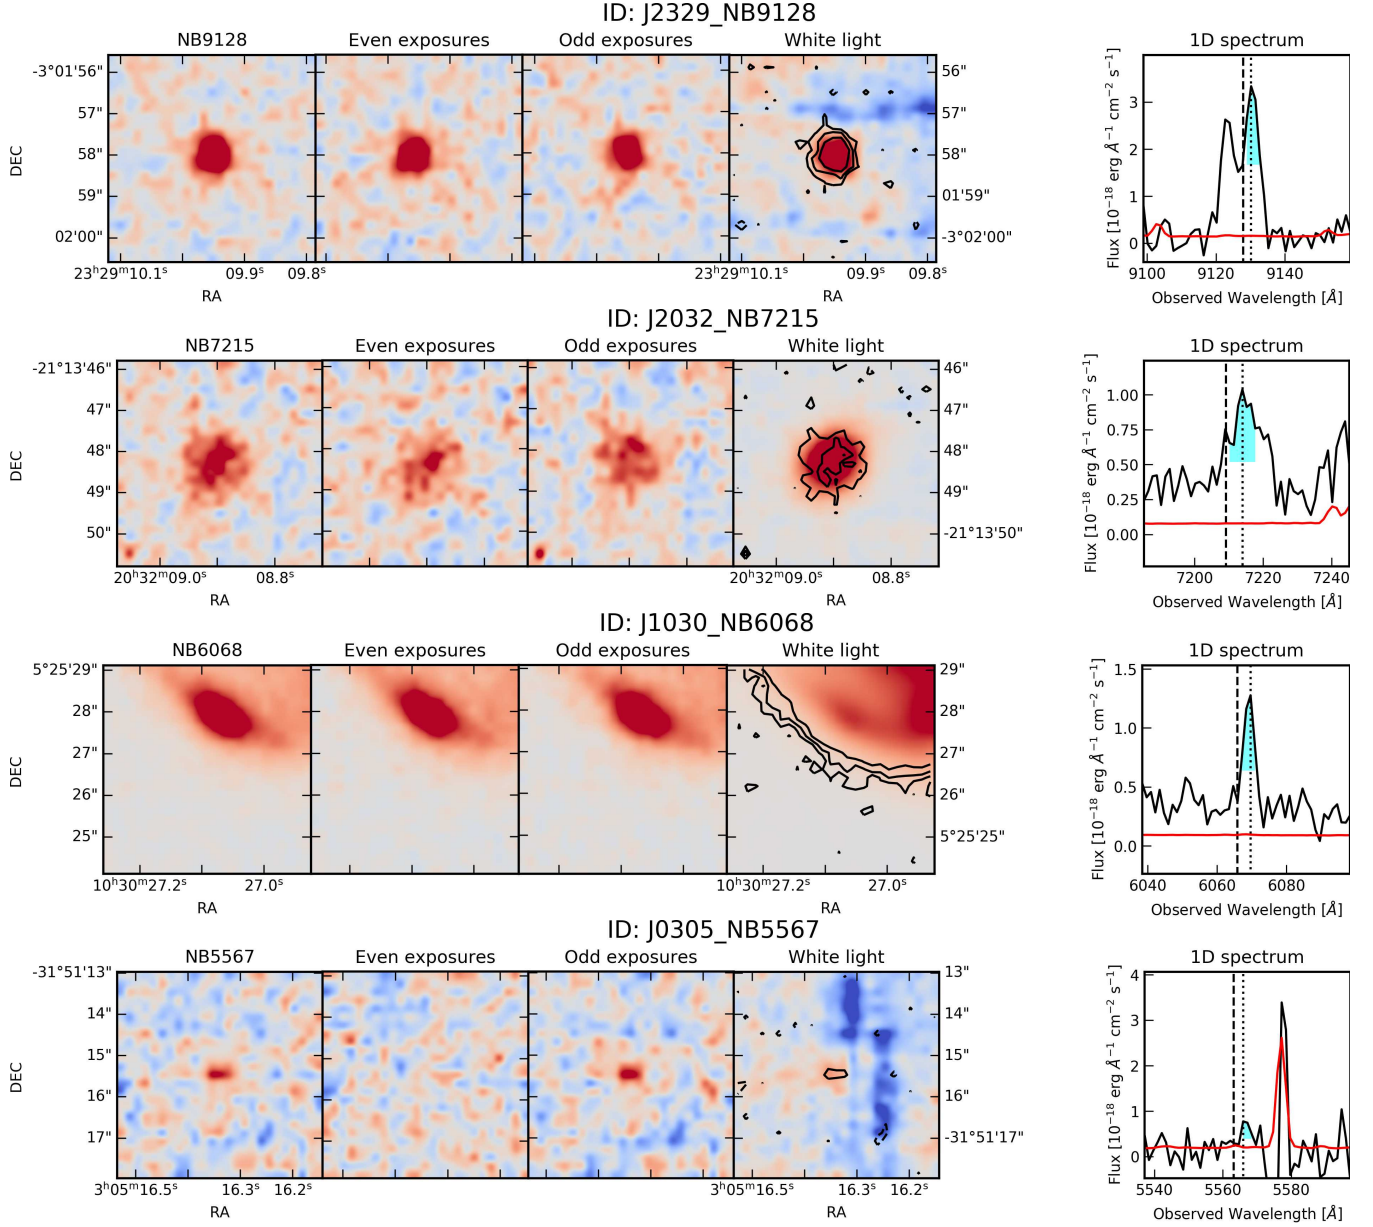 ID: J2329_NB9128
NB9128 Even exposures Odd exposures White light 1D spectrum
-3°01'56" 57" 58" 59" 02'00"
DEC
56" 57" 58" 01'59" -3°02'00"
23ʰ29ᵐ10.1ˢ 09.9ˢ 09.8ˢ 23ʰ29ᵐ10.1ˢ 09.9ˢ 09.8ˢ
RA RA
Flux [10⁻¹⁸ erg Å⁻¹ cm⁻² s⁻¹]
3 2 1 0
9100 9120 9140
Observed Wavelength [Å]
ID: J2032_NB7215
NB7215 Even exposures Odd exposures White light 1D spectrum
-21°13'46" 47" 48" 49" 50"
DEC
46" 47" 48" 49" -21°13'50"
20ʰ32ᵐ09.0ˢ 08.8ˢ 20ʰ32ᵐ09.0ˢ 08.8ˢ
RA RA
Flux [10⁻¹⁸ erg Å⁻¹ cm⁻² s⁻¹]
1.00 0.75 0.50 0.25 0.00
7200 7220 7240
Observed Wavelength [Å]
ID: J1030_NB6068
NB6068 Even exposures Odd exposures White light 1D spectrum
5°25'29" 28" 27" 26" 25"
DEC
29" 28" 27" 26" 5°25'25"
10ʰ30ᵐ27.2ˢ 27.0ˢ 10ʰ30ᵐ27.2ˢ 27.0ˢ
RA RA
Flux [10⁻¹⁸ erg Å⁻¹ cm⁻² s⁻¹]
1.5 1.0 0.5 0.0
6040 6060 6080
Observed Wavelength [Å]
ID: J0305_NB5567
NB5567 Even exposures Odd exposures White light 1D spectrum
-31°51'13" 14" 15" 16" 17"
DEC
13" 14" 15" 16" -31°51'17"
3ʰ05ᵐ16.5ˢ 16.3ˢ 16.2ˢ 3ʰ05ᵐ16.5ˢ 16.3ˢ 16.2ˢ
RA RA
Flux [10⁻¹⁸ erg Å⁻¹ cm⁻² s⁻¹]
4 3 2 1 0
5540 5560 5580
Observed Wavelength [Å]